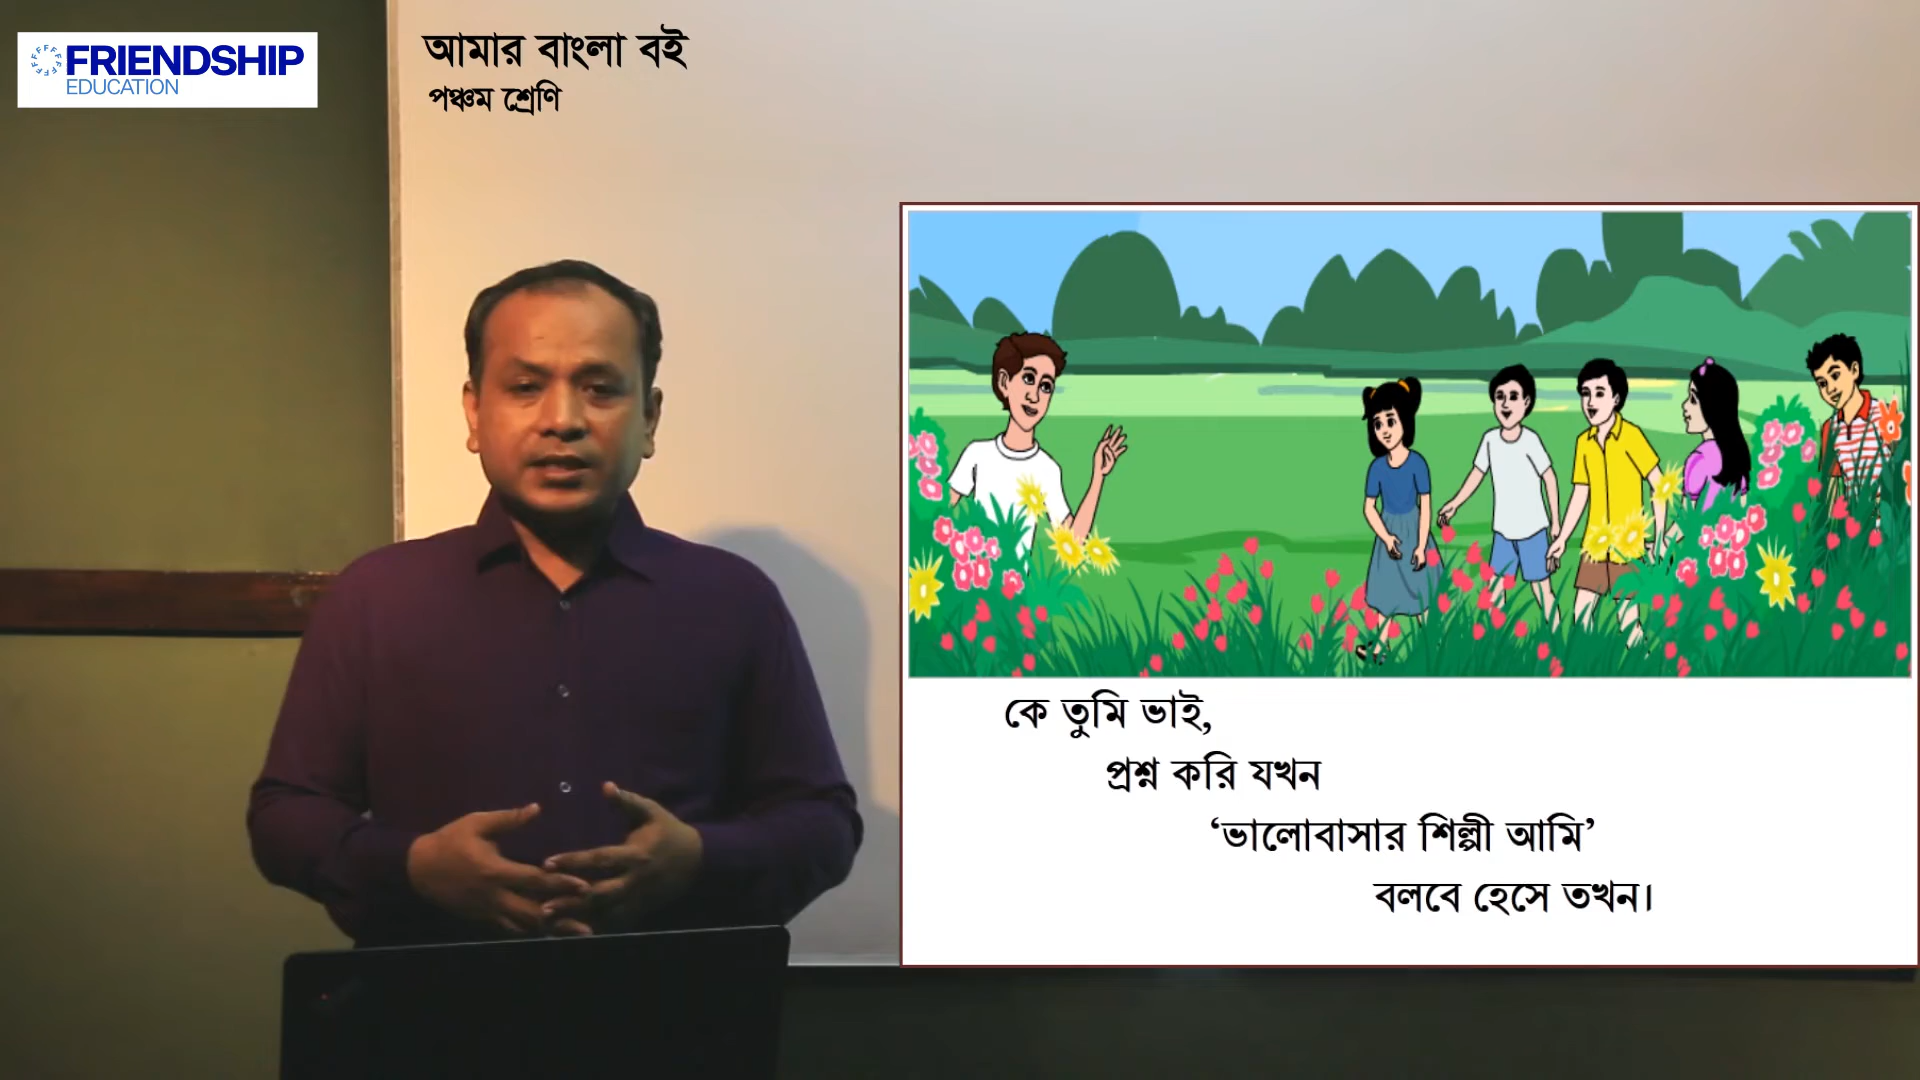 FRIENDSHIP
EDUCATION
আমার বাংলা বই
পঞ্চম শ্রেণি
কে তুমি ভাই,
প্রশ্ন করি যখন
‘ভালোবাসার শিল্পী আমি’
বলবে হেসে তখন।